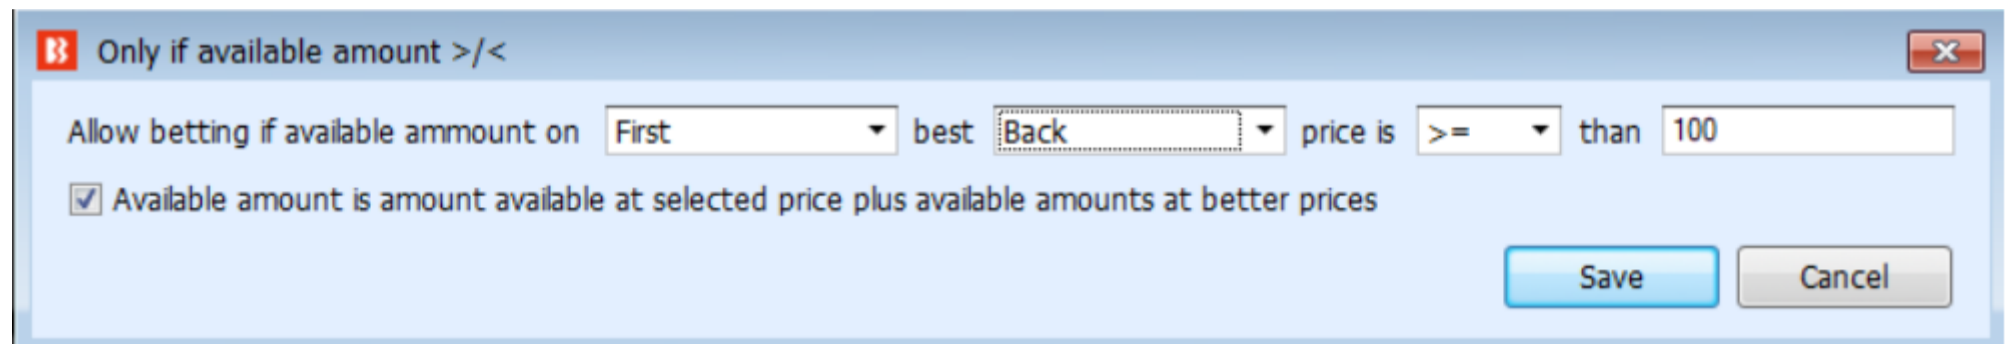 Only if available amount >/<
Allow betting if available ammount on First best Back price is >= than 100
Available amount is amount available at selected price plus available amounts at better prices
Save Cancel